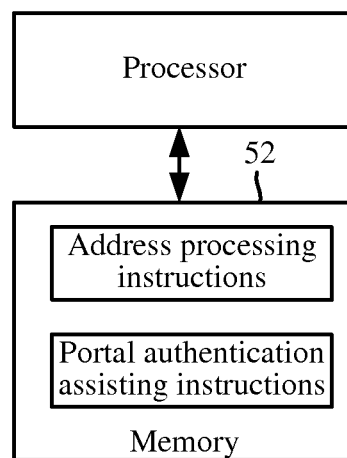 Processor
52
Address processing
instructions
Portal authentication
assisting instructions
Memory